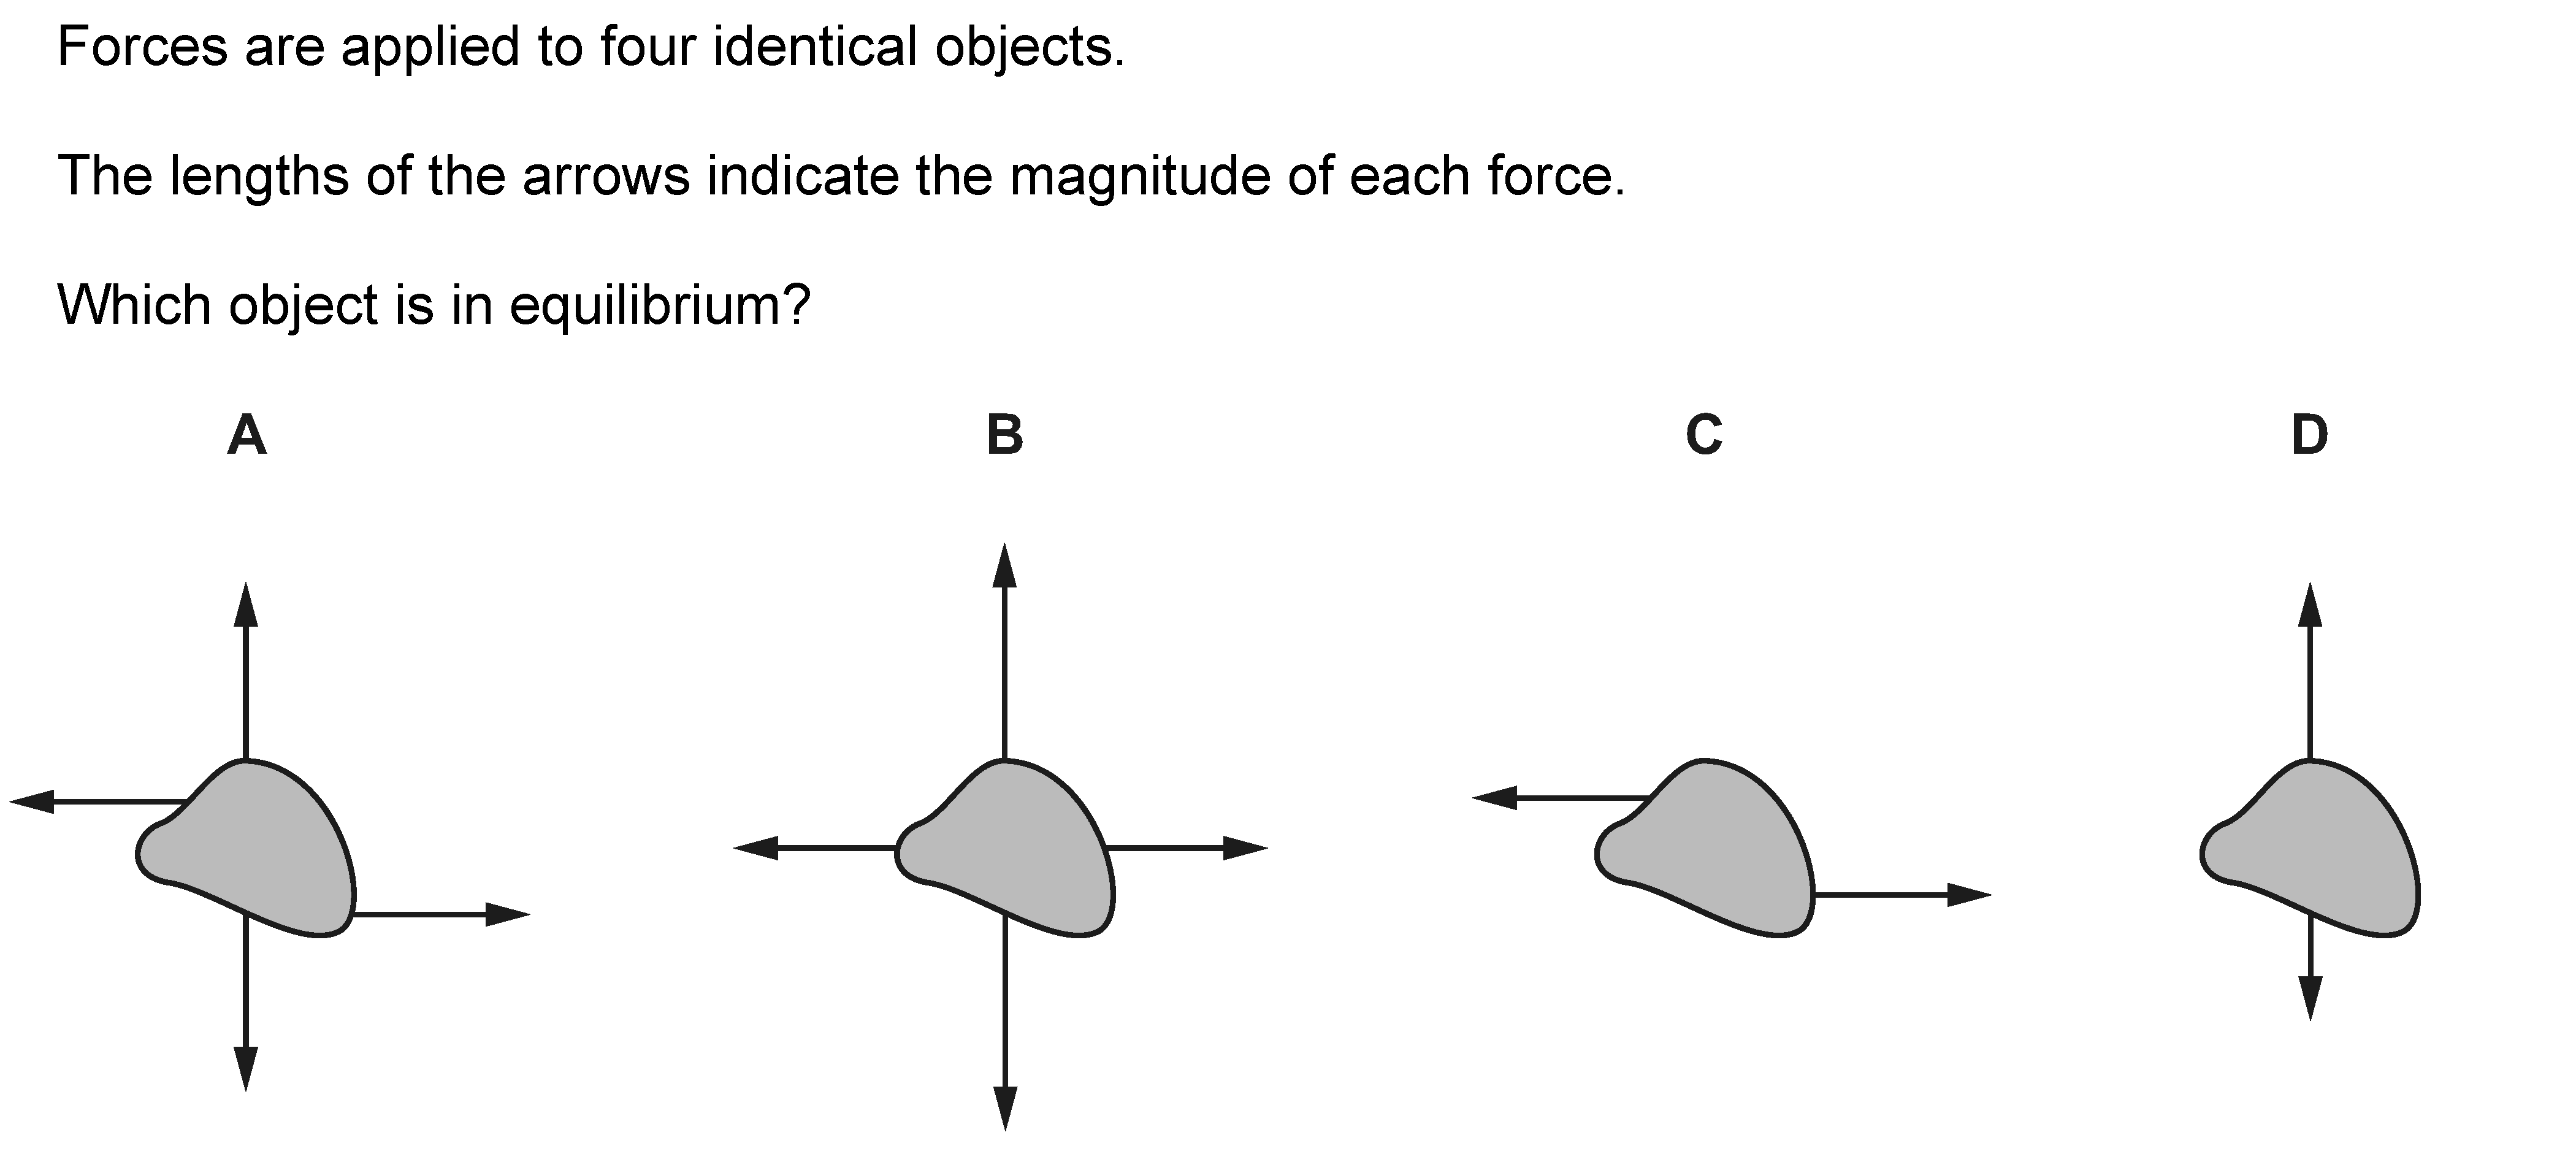 Forces are applied to four identical objects.
The lengths of the arrows indicate the magnitude of each force.
Which object is in equilibrium?
A B C D